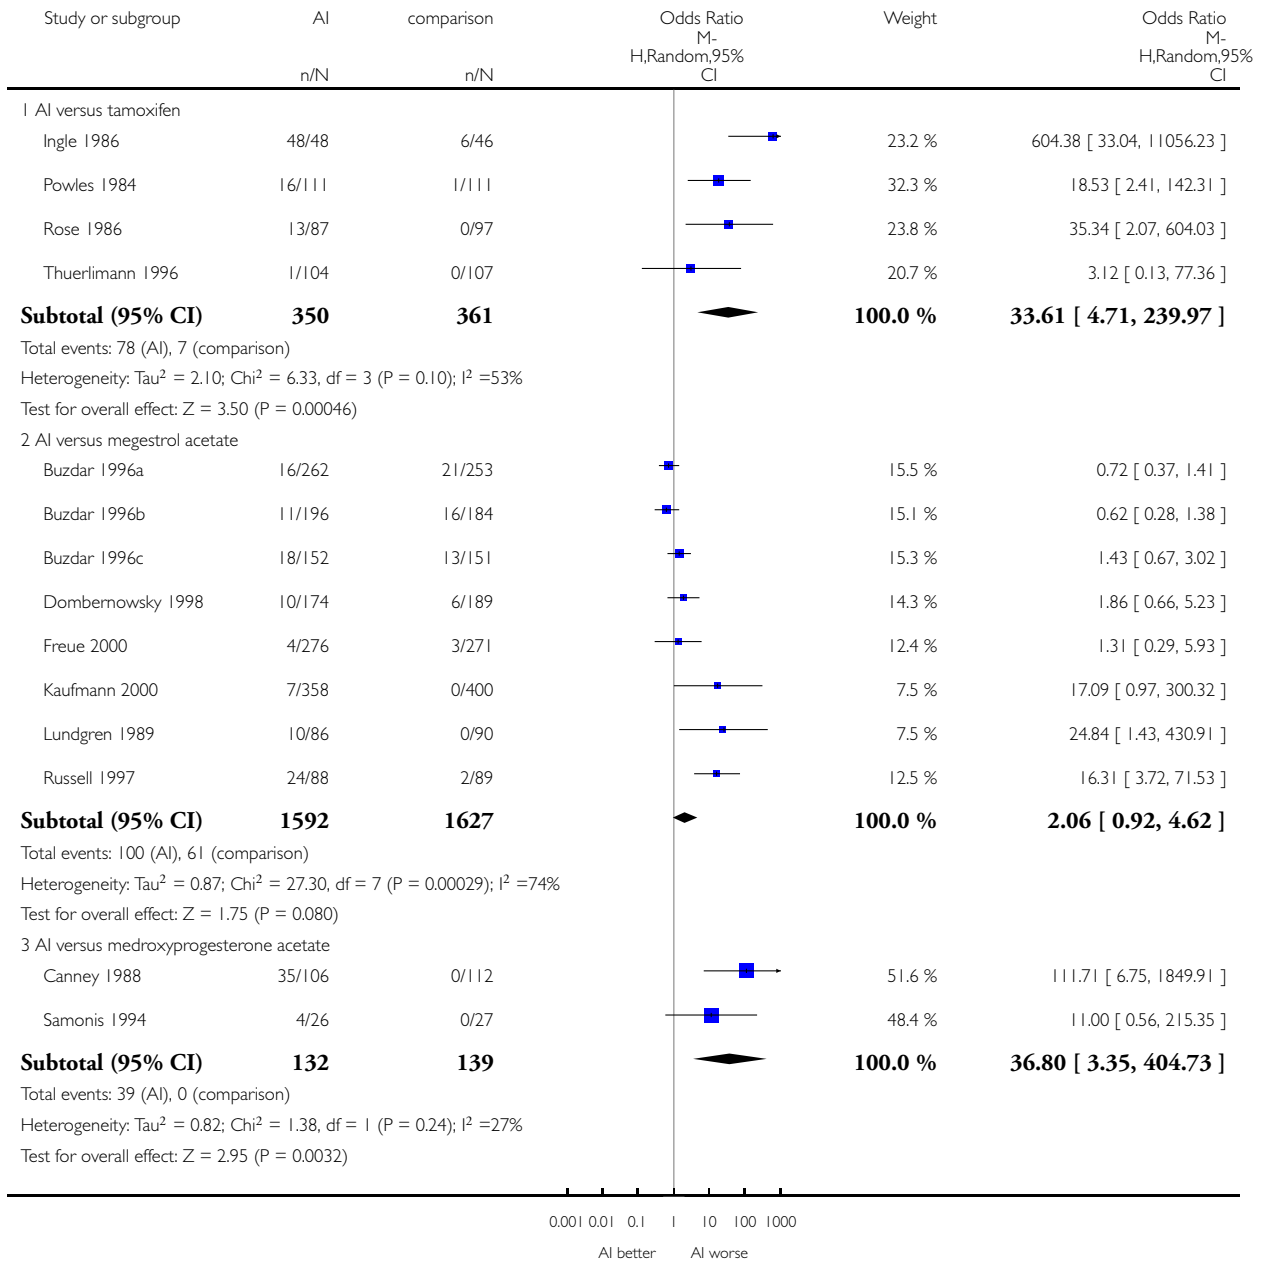 Study or subgroup AI comparison Odds Ratio Weight Odds Ratio
M- M-
H,Random,95% H,Random,95%
n/N n/N CI CI
1 AI versus tamoxifen
Ingle 1986 48/48 6/46 23.2 % 604.38 [ 33.04, 11056.23 ]
Powles 1984 16/111 1/111 32.3 % 18.53 [ 2.41, 142.31 ]
Rose 1986 13/87 0/97 23.8 % 35.34 [ 2.07, 604.03 ]
Thuerlimann 1996 1/104 0/107 20.7 % 3.12 [ 0.13, 77.36 ]
Subtotal (95% CI) 350 361 100.0 % 33.61 [ 4.71, 239.97 ]
Total events: 78 (AI), 7 (comparison)
Heterogeneity: Tau² = 2.10; Chi² = 6.33, df = 3 (P = 0.10); I² =53%
Test for overall effect: Z = 3.50 (P = 0.00046)
2 AI versus megestrol acetate
Buzdar 1996a 16/262 21/253 15.5 % 0.72 [ 0.37, 1.41 ]
Buzdar 1996b 11/196 16/184 15.1 % 0.62 [ 0.28, 1.38 ]
Buzdar 1996c 18/152 13/151 15.3 % 1.43 [ 0.67, 3.02 ]
Dombernowsky 1998 10/174 6/189 14.3 % 1.86 [ 0.66, 5.23 ]
Freue 2000 4/276 3/271 12.4 % 1.31 [ 0.29, 5.93 ]
Kaufmann 2000 7/358 0/400 7.5 % 17.09 [ 0.97, 300.32 ]
Lundgren 1989 10/86 0/90 7.5 % 24.84 [ 1.43, 430.91 ]
Russell 1997 24/88 2/89 12.5 % 16.31 [ 3.72, 71.53 ]
Subtotal (95% CI) 1592 1627 100.0 % 2.06 [ 0.92, 4.62 ]
Total events: 100 (AI), 61 (comparison)
Heterogeneity: Tau² = 0.87; Chi² = 27.30, df = 7 (P = 0.00029); I² =74%
Test for overall effect: Z = 1.75 (P = 0.080)
3 AI versus medroxyprogesterone acetate
Canney 1988 35/106 0/112 51.6 % 111.71 [ 6.75, 1849.91 ]
Samonis 1994 4/26 0/27 48.4 % 11.00 [ 0.56, 215.35 ]
Subtotal (95% CI) 132 139 100.0 % 36.80 [ 3.35, 404.73 ]
Total events: 39 (AI), 0 (comparison)
Heterogeneity: Tau² = 0.82; Chi² = 1.38, df = 1 (P = 0.24); I² =27%
Test for overall effect: Z = 2.95 (P = 0.0032)
0.001 0.01 0.1 1 10 100 1000
AI better AI worse